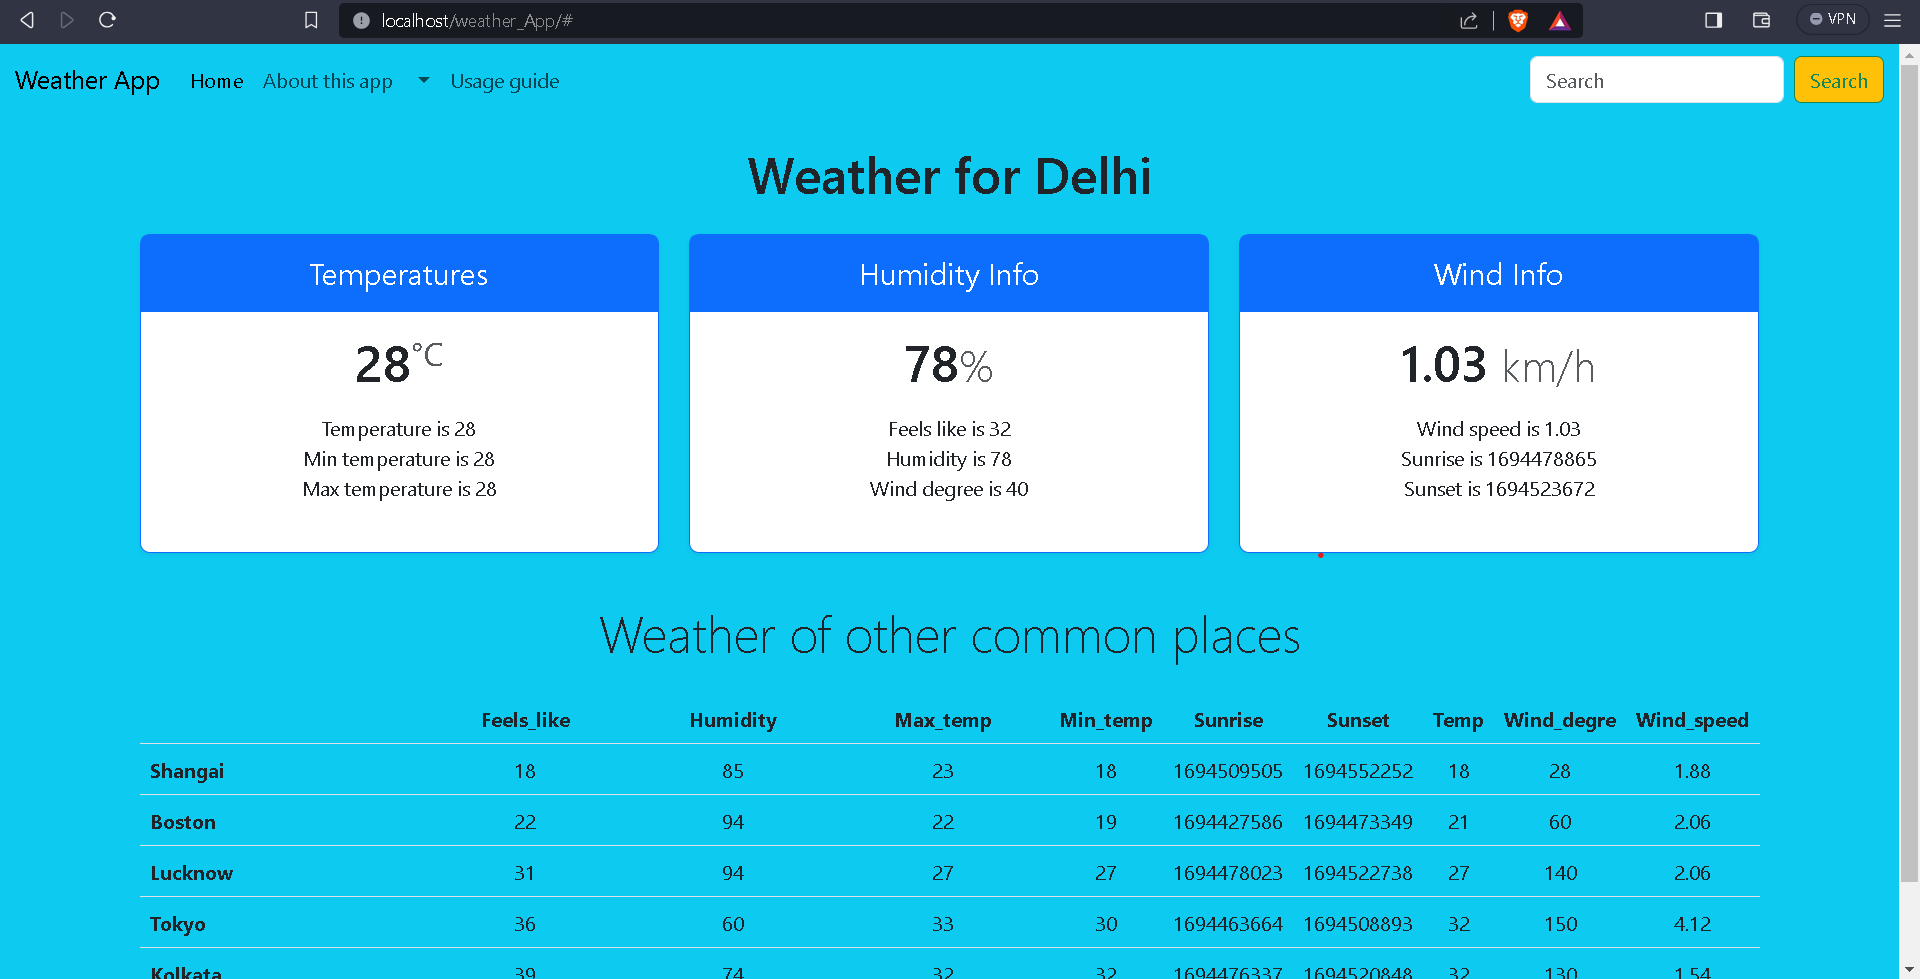 localhost/weather_App/#
VPN
Weather App Home About this app Usage guide Search Search
Weather for Delhi
Temperatures
28°C
Temperature is 28
Min temperature is 28
Max temperature is 28
Humidity Info
78%
Feels like is 32
Humidity is 78
Wind degree is 40
Wind Info
1.03 km/h
Wind speed is 1.03
Sunrise is 1694478865
Sunset is 1694523672
Weather of other common places
Feels_like Humidity Max_temp Min_temp Sunrise Sunset Temp Wind_degre Wind_speed
Shangai 18 85 23 18 1694509505 1694552252 18 28 1.88
Boston 22 94 22 19 1694427586 1694473349 21 60 2.06
Lucknow 31 94 27 27 1694478023 1694522738 27 140 2.06
Tokyo 36 60 33 30 1694463664 1694508893 32 150 4.12
Kolkata 39 74 32 32 1694476337 1694520848 32 130 1.54